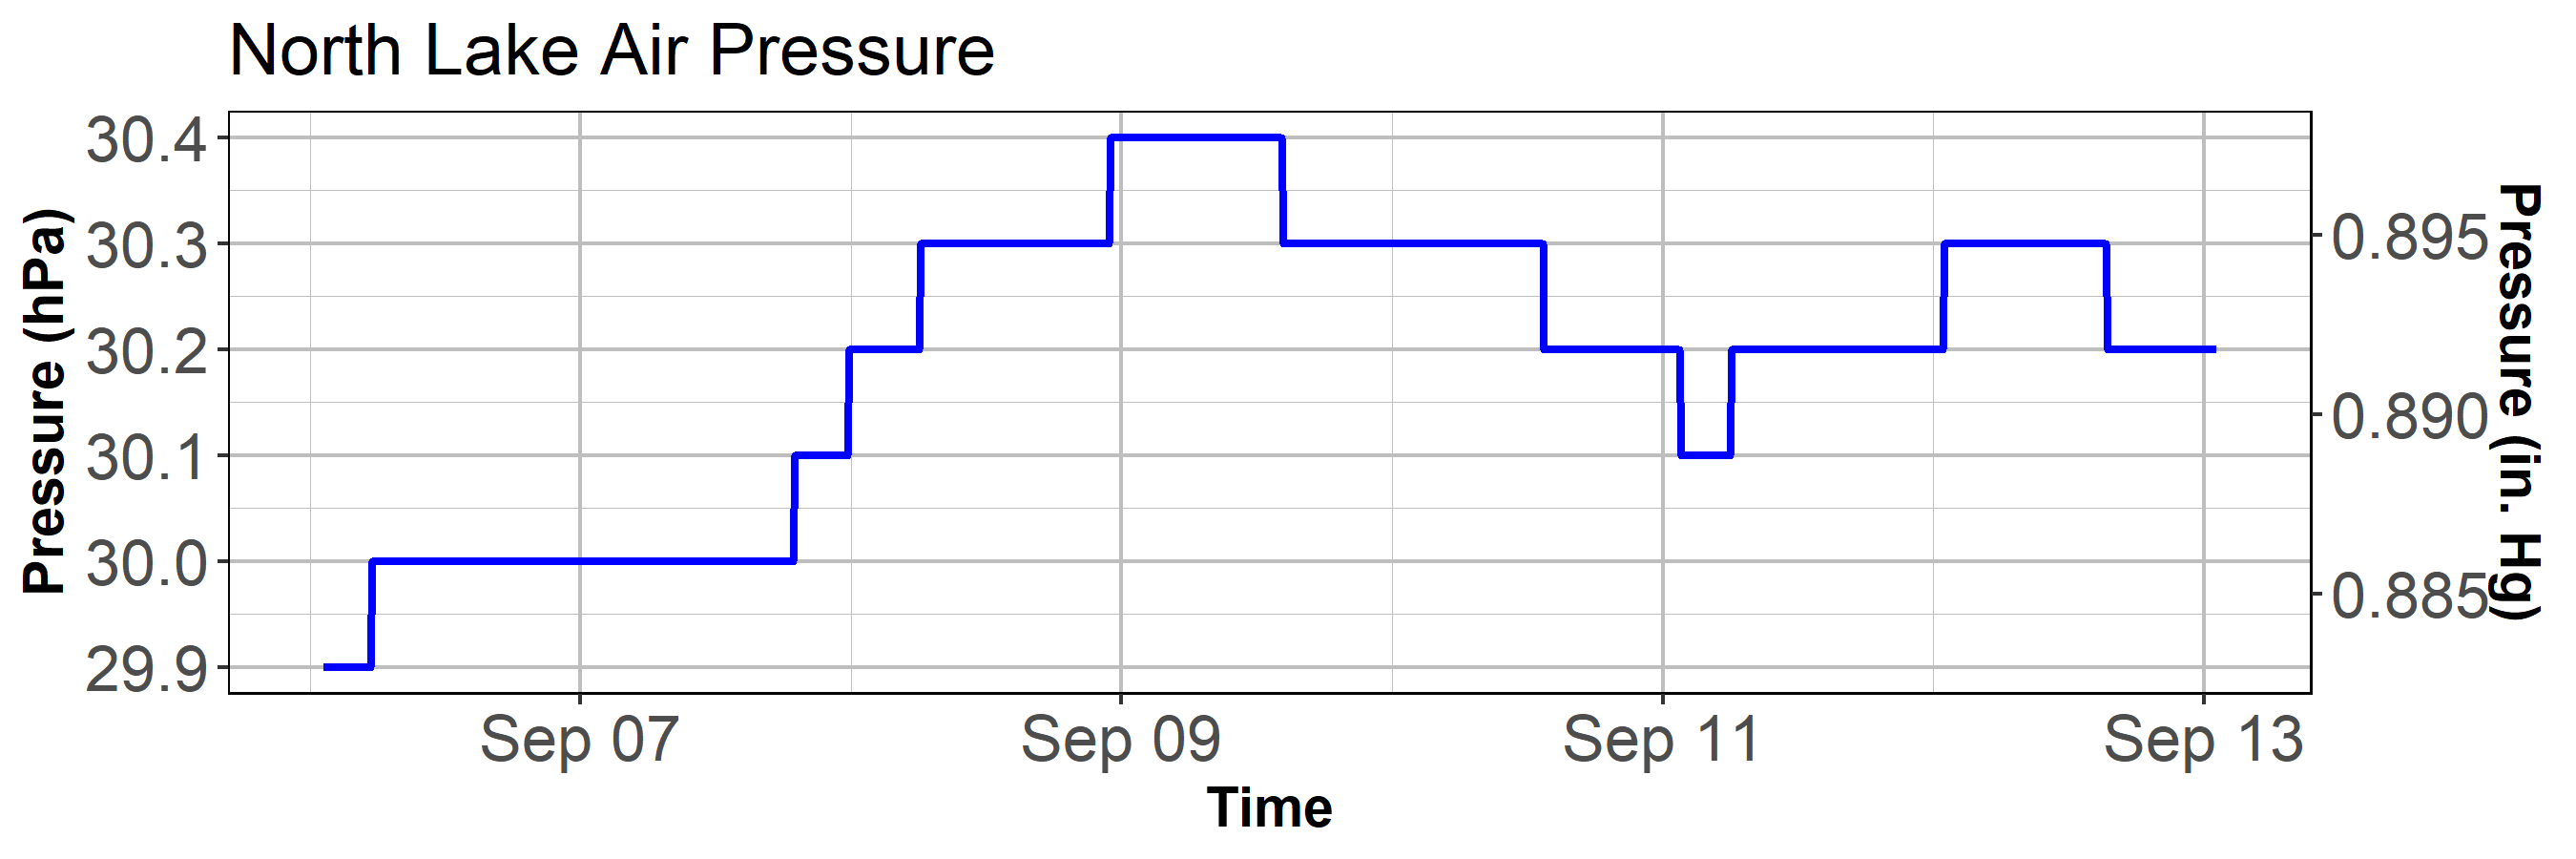 North Lake Air Pressure
Pressure (hPa)
30.4
30.3
30.2
30.1
30.0
29.9
0.895
0.890
0.885
Pressure (in. Hg)
Sep 07 Sep 09 Sep 11 Sep 13
Time